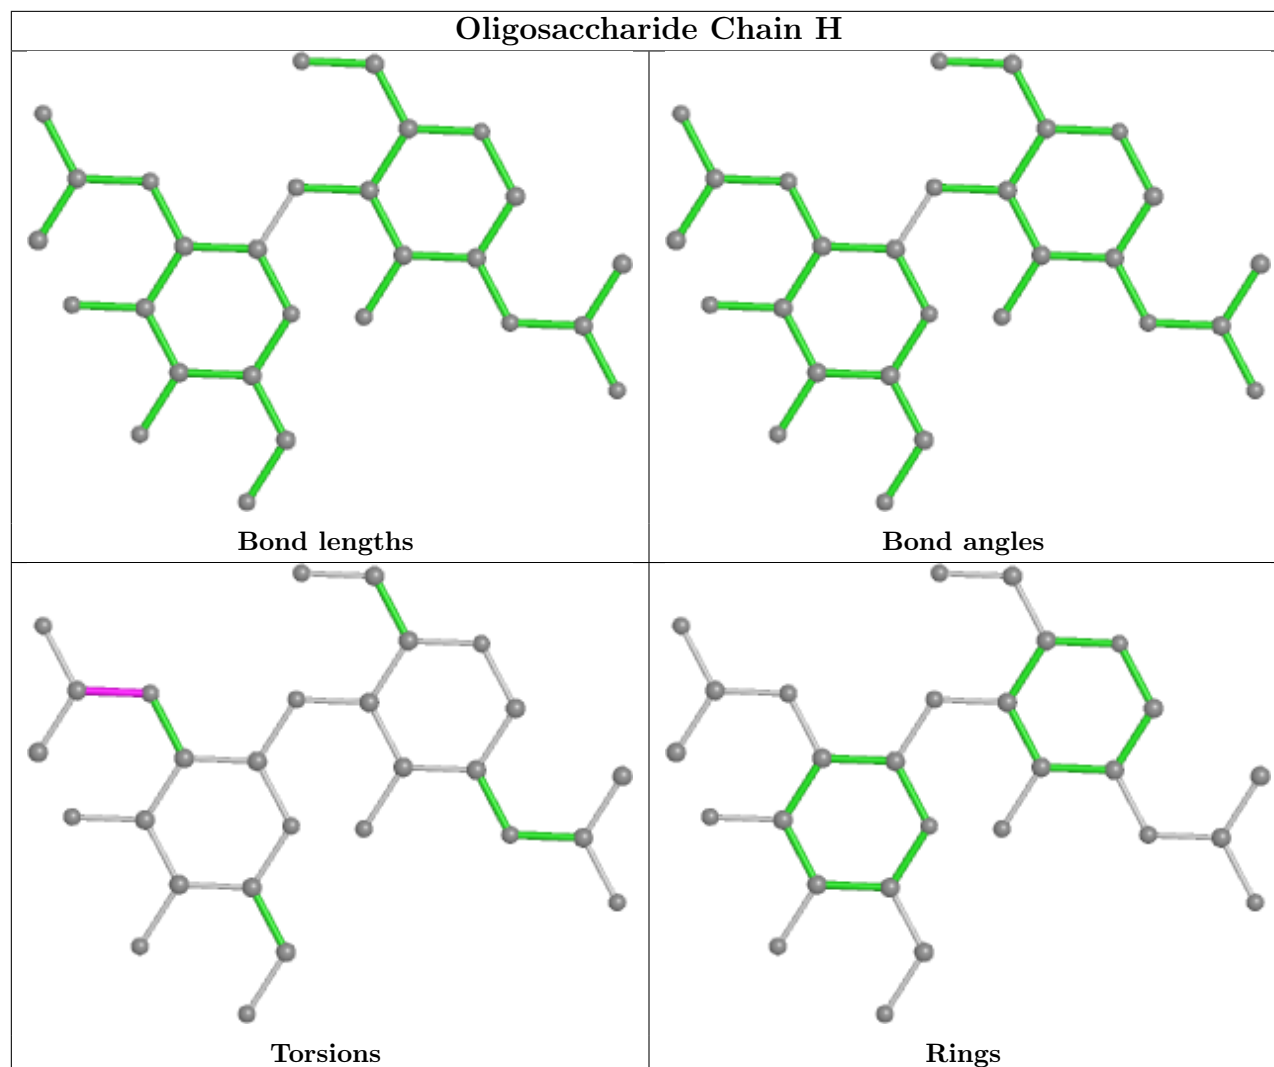 Oligosaccharide Chain H
Bond lengths
Bond angles
Torsions
Rings